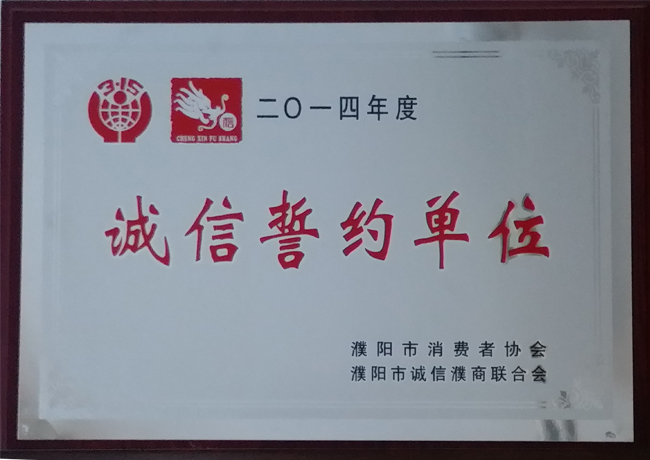 3·15
CHENG XIN PU SHANG
二〇一四年度
诚信誓约单位
濮阳市消费者协会
濮阳市诚信濮商联合会